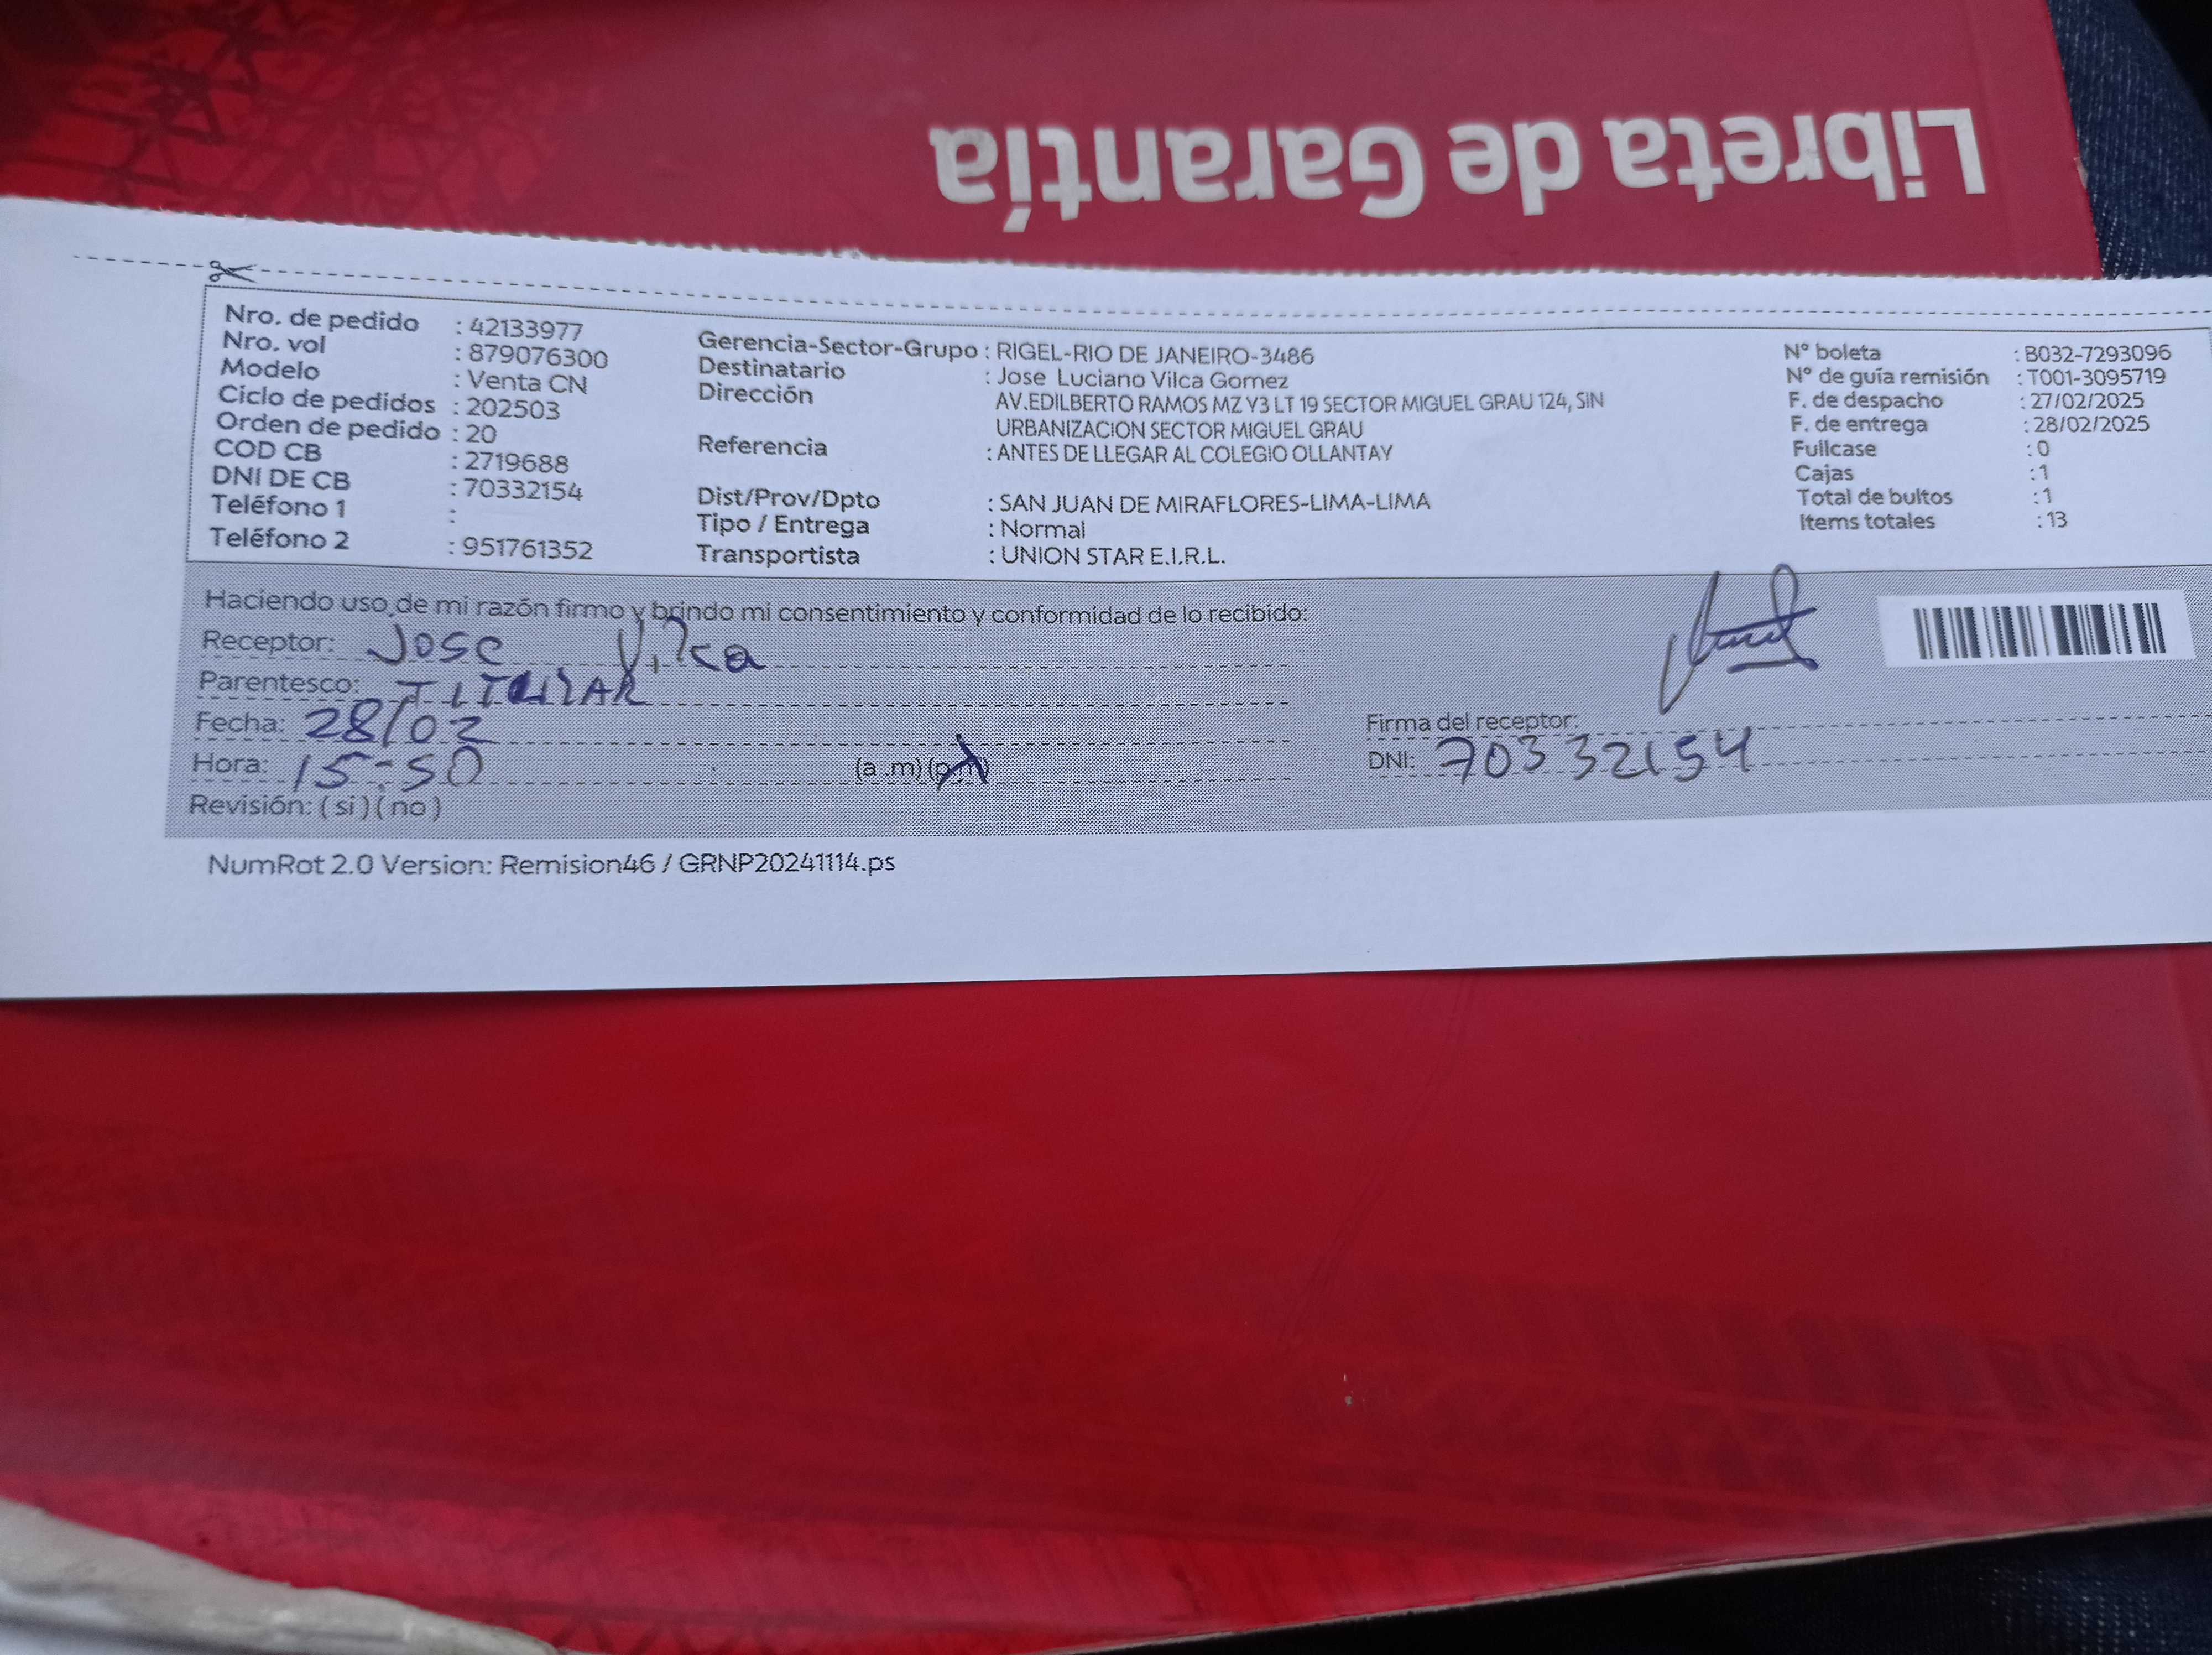 Libreta de Garantía
Nro. de pedido : 42133977
Nro. vol : 879076300
Modelo : Venta CN
Ciclo de pedidos : 202503
Orden de pedido : 20
COD CB : 2719688
DNI DE CB : 70332154
Teléfono 1 :
Teléfono 2 : 951761352
Gerencia-Sector-Grupo : RIGEL-RIO DE JANEIRO-3486
Destinatario : Jose Luciano Vilca Gomez
Dirección AV.EDILBERTO RAMOS MZ Y3 LT 19 SECTOR MIGUEL GRAU 124, SIN
URBANIZACION SECTOR MIGUEL GRAU
Referencia : ANTES DE LLEGAR AL COLEGIO OLLANTAY
Dist/Prov/Dpto : SAN JUAN DE MIRAFLORES-LIMA-LIMA
Tipo / Entrega : Normal
Transportista : UNION STAR E.I.R.L.
N° boleta : B032-7293096
N° de guía remisión : T001-3095719
F. de despacho : 27/02/2025
F. de entrega : 28/02/2025
Fullcase : 0
Cajas : 1
Total de bultos : 1
Items totales : 13
Haciendo uso de mi razón firmo y brindo mi consentimiento y conformidad de lo recibido:
Receptor: Jose Vilca
Parentesco: TITULAR
Fecha: 28/02
Hora: 15:50 (a .m) (p.m)
Revisión: ( si ) ( no )
Firma del receptor:
DNI: 70332154
NumRot 2.0 Version: Remision46 / GRNP20241114.ps